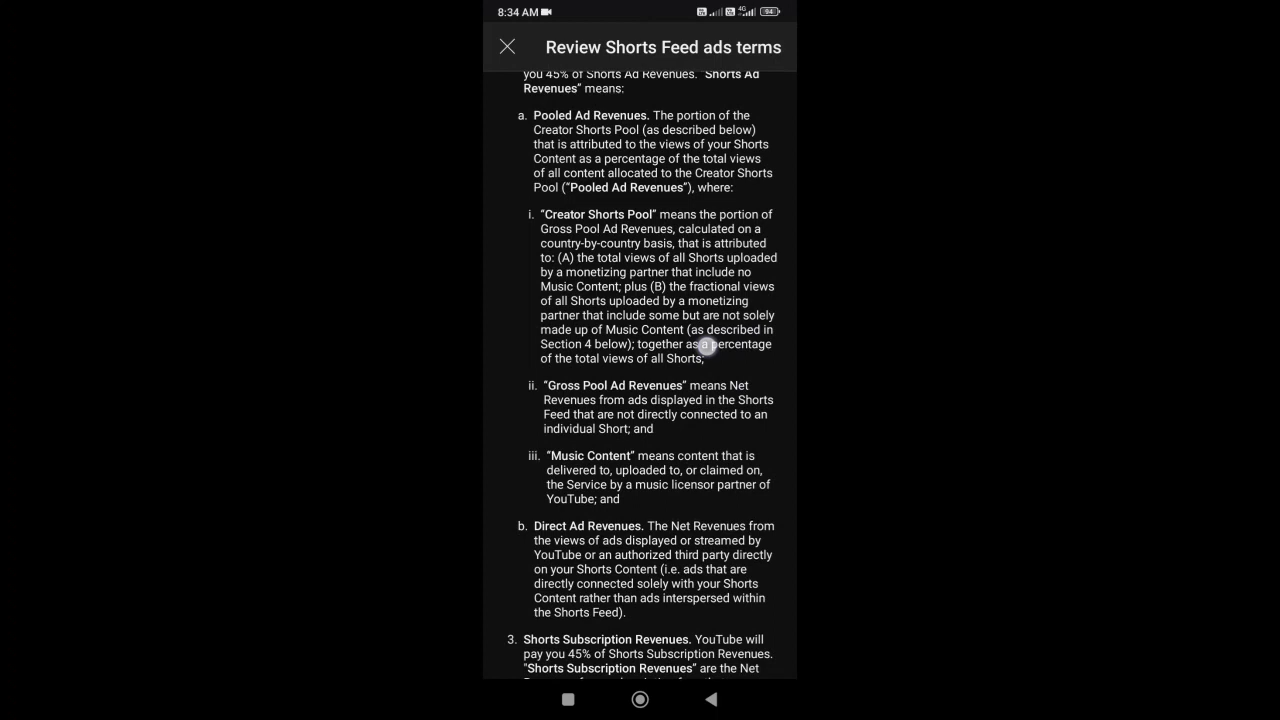 8:34 AM
4G
94
Review Shorts Feed ads terms
you 45% of Shorts Ad Revenues. "Shorts Ad
Revenues" means:
a. Pooled Ad Revenues. The portion of the
Creator Shorts Pool (as described below)
that is attributed to the views of your Shorts
Content as a percentage of the total views
of all content allocated to the Creator Shorts
Pool (“Pooled Ad Revenues”), where:
i. “Creator Shorts Pool” means the portion of
Gross Pool Ad Revenues, calculated on a
country-by-country basis, that is attributed
to: (A) the total views of all Shorts uploaded
by a monetizing partner that include no
Music Content; plus (B) the fractional views
of all Shorts uploaded by a monetizing
partner that include some but are not solely
made up of Music Content (as described in
Section 4 below); together as a percentage
of the total views of all Shorts;
ii. “Gross Pool Ad Revenues” means Net
Revenues from ads displayed in the Shorts
Feed that are not directly connected to an
individual Short; and
iii. “Music Content” means content that is
delivered to, uploaded to, or claimed on,
the Service by a music licensor partner of
YouTube; and
b. Direct Ad Revenues. The Net Revenues from
the views of ads displayed or streamed by
YouTube or an authorized third party directly
on your Shorts Content (i.e. ads that are
directly connected solely with your Shorts
Content rather than ads interspersed within
the Shorts Feed).
3. Shorts Subscription Revenues. YouTube will
pay you 45% of Shorts Subscription Revenues.
"Shorts Subscription Revenues” are the Net